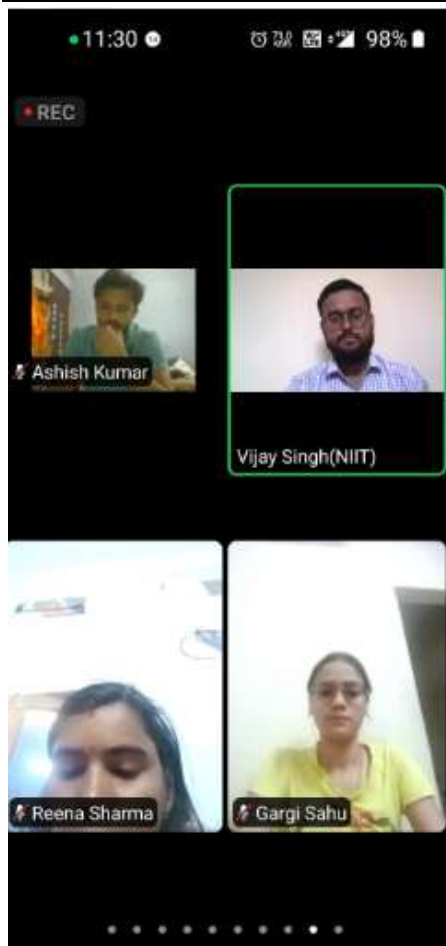 11:30
98%
REC
Ashish Kumar
Vijay Singh(NIIT)
Reena Sharma
Gargi Sahu